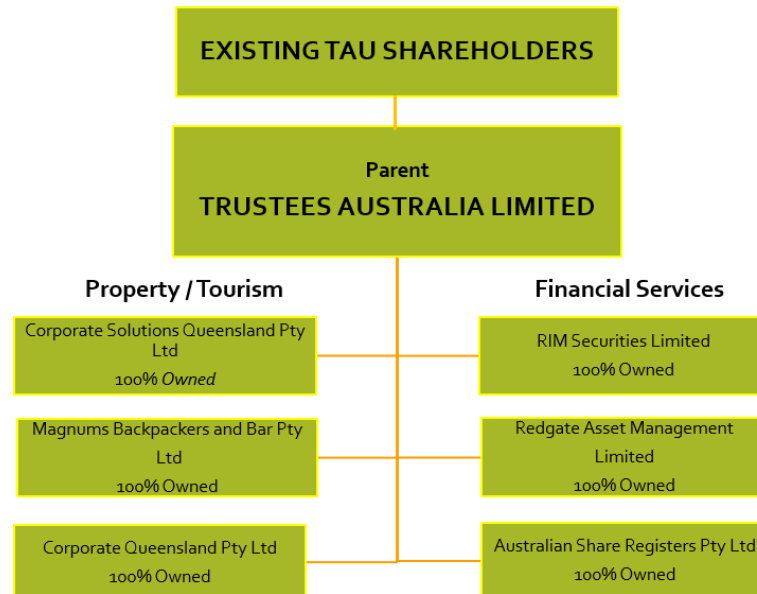 EXISTING TAU SHAREHOLDERS
Parent
TRUSTEES AUSTRALIA LIMITED
Property / Tourism
Corporate Solutions Queensland Pty
Ltd
100% Owned
Magnums Backpackers and Bar Pty
Ltd
100% Owned
Corporate Queensland Pty Ltd
100% Owned
Financial Services
RIM Securities Limited
100% Owned
Redgate Asset Management
Limited
100% Owned
Australian Share Registers Pty Ltd
100% Owned